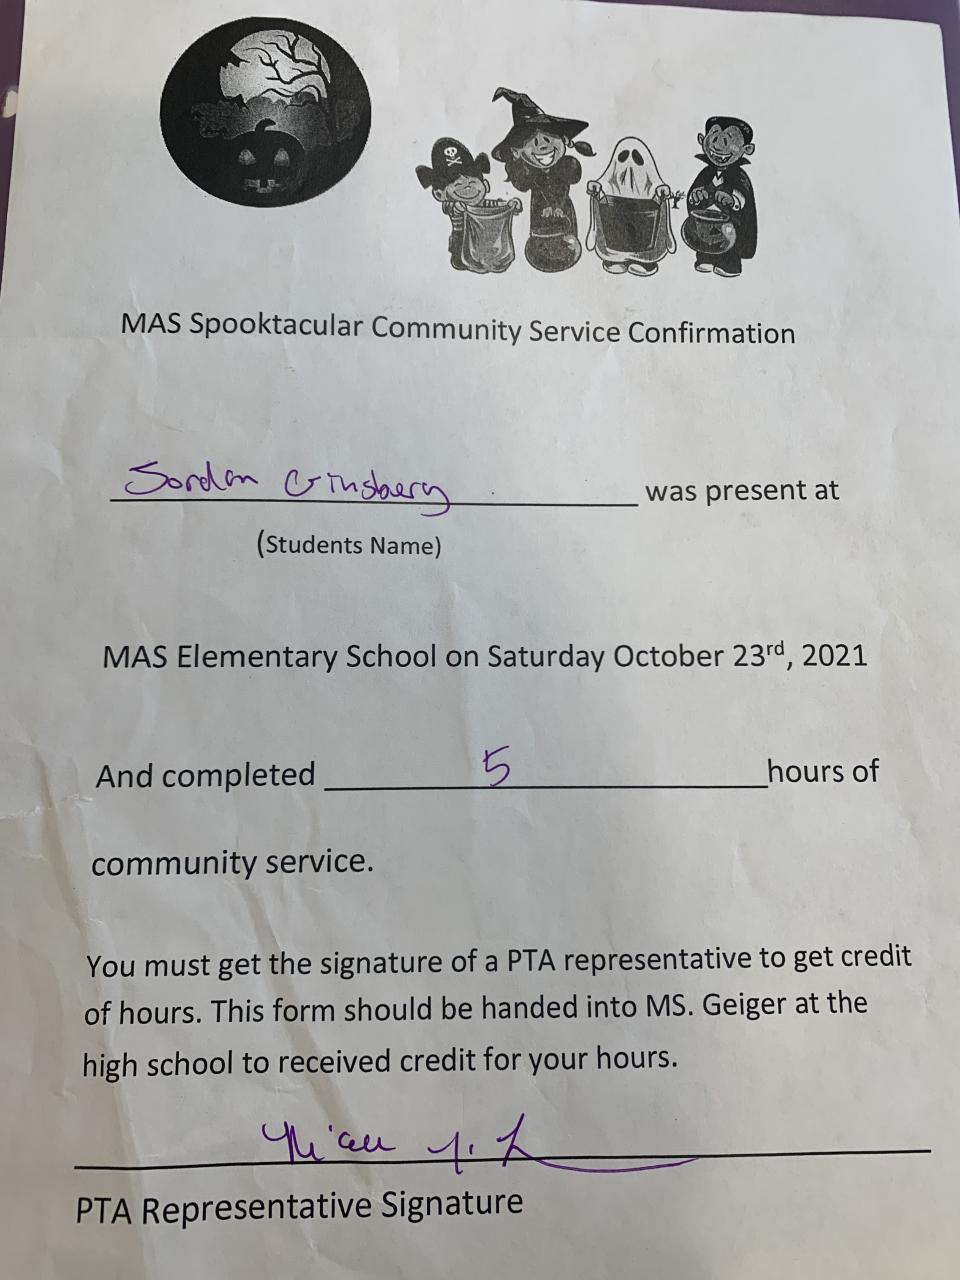 MAS Spooktacular Community Service Confirmation
Jordan Ginsberg was present at
(Students Name)
MAS Elementary School on Saturday October 23rd, 2021
And completed 5 hours of
community service.
You must get the signature of a PTA representative to get credit
of hours. This form should be handed into MS. Geiger at the
high school to received credit for your hours.
PTA Representative Signature